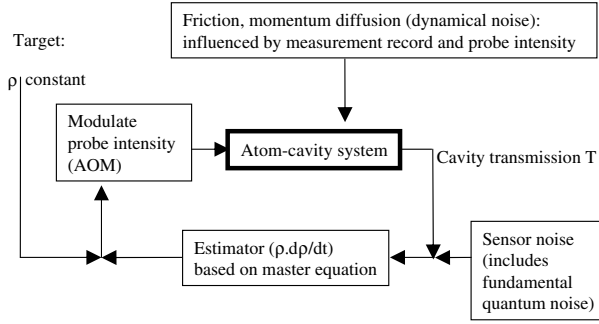 Target:
ρ constant
Friction, momentum diffusion (dynamical noise):
influenced by measurement record and probe intensity
Modulate
probe intensity
(AOM)
Atom-cavity system
Cavity transmission T
Estimator (ρ,dρ/dt)
based on master equation
Sensor noise
(includes
fundamental
quantum noise)